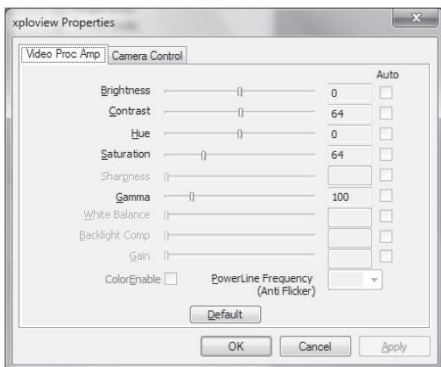 xploview Properties
x
Video Proc Amp Camera Control
Auto
Brightness 0
Contrast 64
Hue 0
Saturation 64
Sharpness
Gamma 100
White Balance
Backlight Comp
Gain
ColorEnable PowerLine Frequency
(Anti Flicker)
Default
OK Cancel Apply